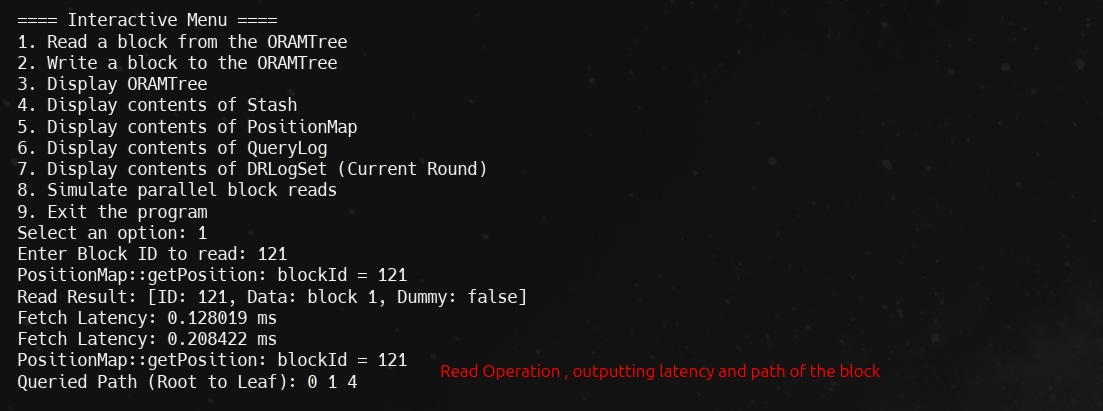 ==== Interactive Menu ====
1. Read a block from the ORAMTree
2. Write a block to the ORAMTree
3. Display ORAMTree
4. Display contents of Stash
5. Display contents of PositionMap
6. Display contents of QueryLog
7. Display contents of DRLogSet (Current Round)
8. Simulate parallel block reads
9. Exit the program
Select an option: 1
Enter Block ID to read: 121
PositionMap::getPosition: blockId = 121
Read Result: [ID: 121, Data: block 1, Dummy: false]
Fetch Latency: 0.128019 ms
Fetch Latency: 0.208422 ms
PositionMap::getPosition: blockId = 121
Read Operation , outputting latency and path of the block
Queried Path (Root to Leaf): 0 1 4